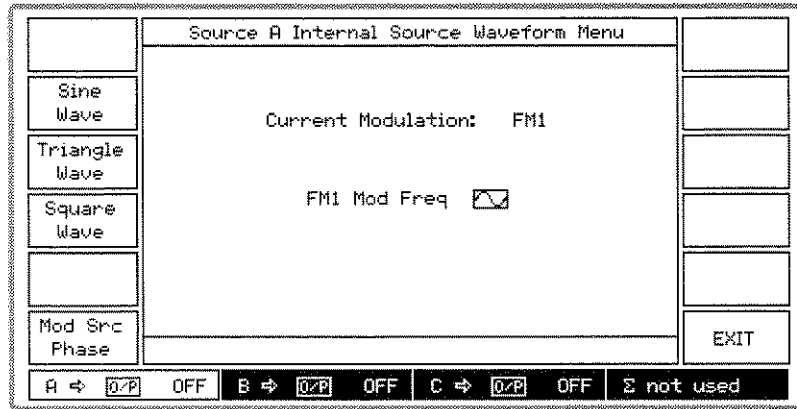 Source A Internal Source Waveform Menu
Sine
Wave
Current Modulation: FM1
Triangle
Wave
FM1 Mod Freq
Square
Wave
Mod Src
Phase
EXIT
A ⇨ O/P OFF B ⇨ O/P OFF C ⇨ O/P OFF Σ not used